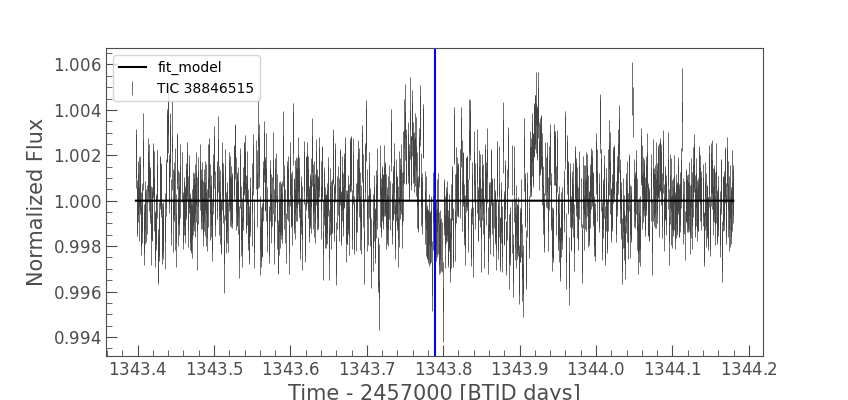 fit_model
TIC 38846515
1.006
1.004
1.002
1.000
0.998
0.996
0.994
Normalized Flux
1343.4 1343.5 1343.6 1343.7 1343.8 1343.9 1344.0 1344.1 1344.2
Time - 2457000 [BTJD days]